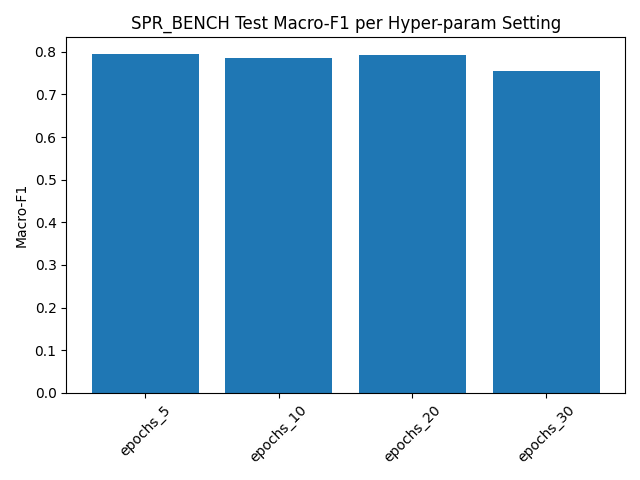 SPR_BENCH Test Macro-F1 per Hyper-param Setting
Macro-F1
0.8
0.7
0.6
0.5
0.4
0.3
0.2
0.1
0.0
epochs_5
epochs_10
epochs_20
epochs_30